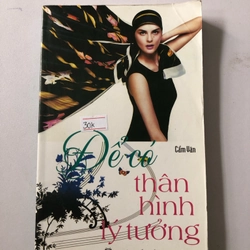 30k
Cẩm Vân
Để có
thân
hình
lý tưởng